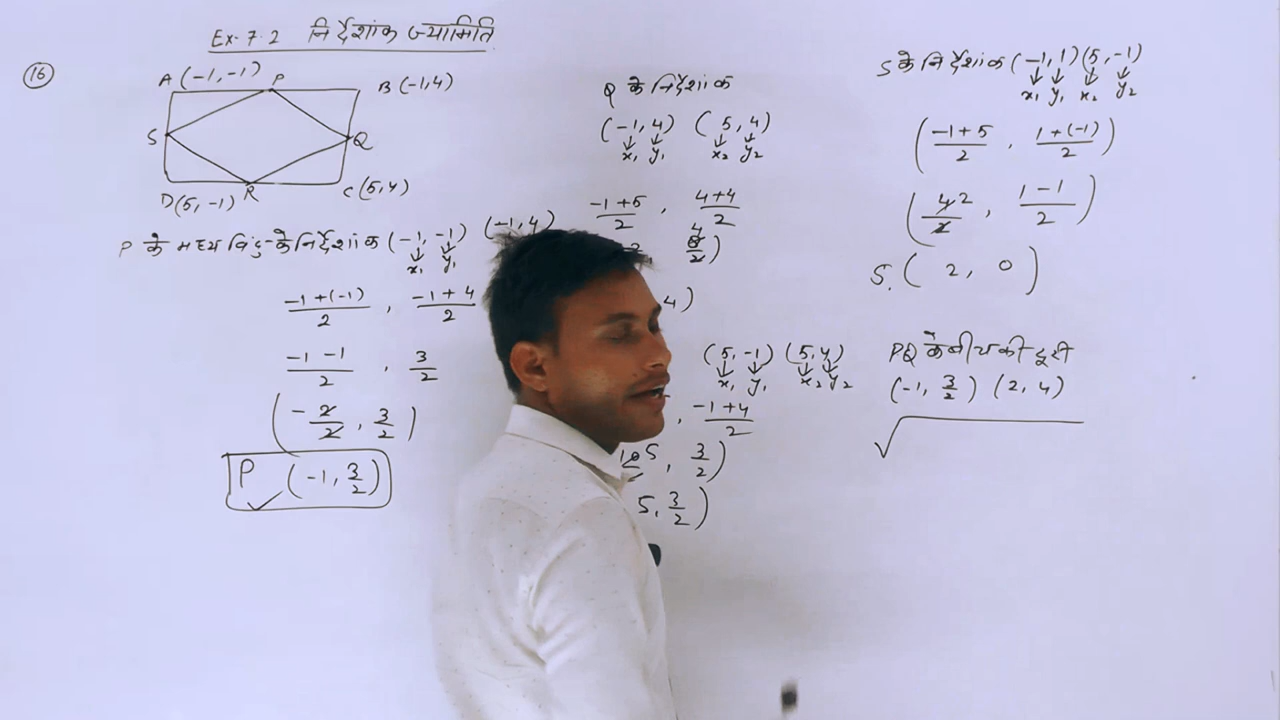 Ex-7.2 निर्देशांक ज्यामिति
16
A(-1,-1) P B(-1,4)
S Q
D(5,-1) R C(5,4)
P के मध्य बिंदु के निर्देशांक (-1,-1) (-1,4)
x₁ y₁
-1+(-1)/2 , -1+4/2
-1-1/2 , 3/2
(-2/2, 3/2)
P (-1, 3/2)
Q के निर्देशांक
(-1,4) (5,4)
x₁ y₁ x₂ y₂
-1+5/2 , 4+4/2
4)
(5,-1) (5,4)
x₁ y₁ x₂ y₂
, -1+4/2
5, 3/2)
5, 3/2)
S के निर्देशांक (-1,1)(5,-1)
x₁ y₁ x₂ y₂
(-1+5/2 , 1+(-1)/2)
(4 2/2, 1-1/2)
S. (2, 0)
PQ के बीच की दूरी
(-1, 3/2) (2, 4)
√